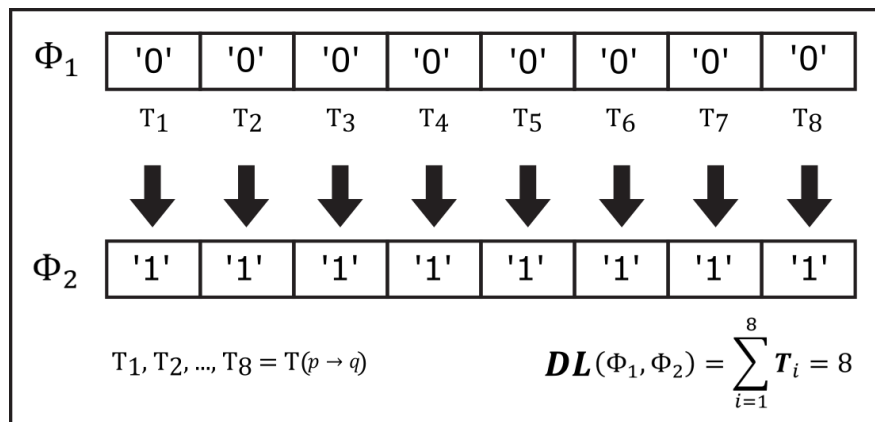 Φ₁ '0' '0' '0' '0' '0' '0' '0' '0'
T₁ T₂ T₃ T₄ T₅ T₆ T₇ T₈
Φ₂ '1' '1' '1' '1' '1' '1' '1' '1'
T₁, T₂, ..., T₈ = T(p → q)
DL(Φ₁, Φ₂) = ∑_{i=1}^{8} T_i = 8